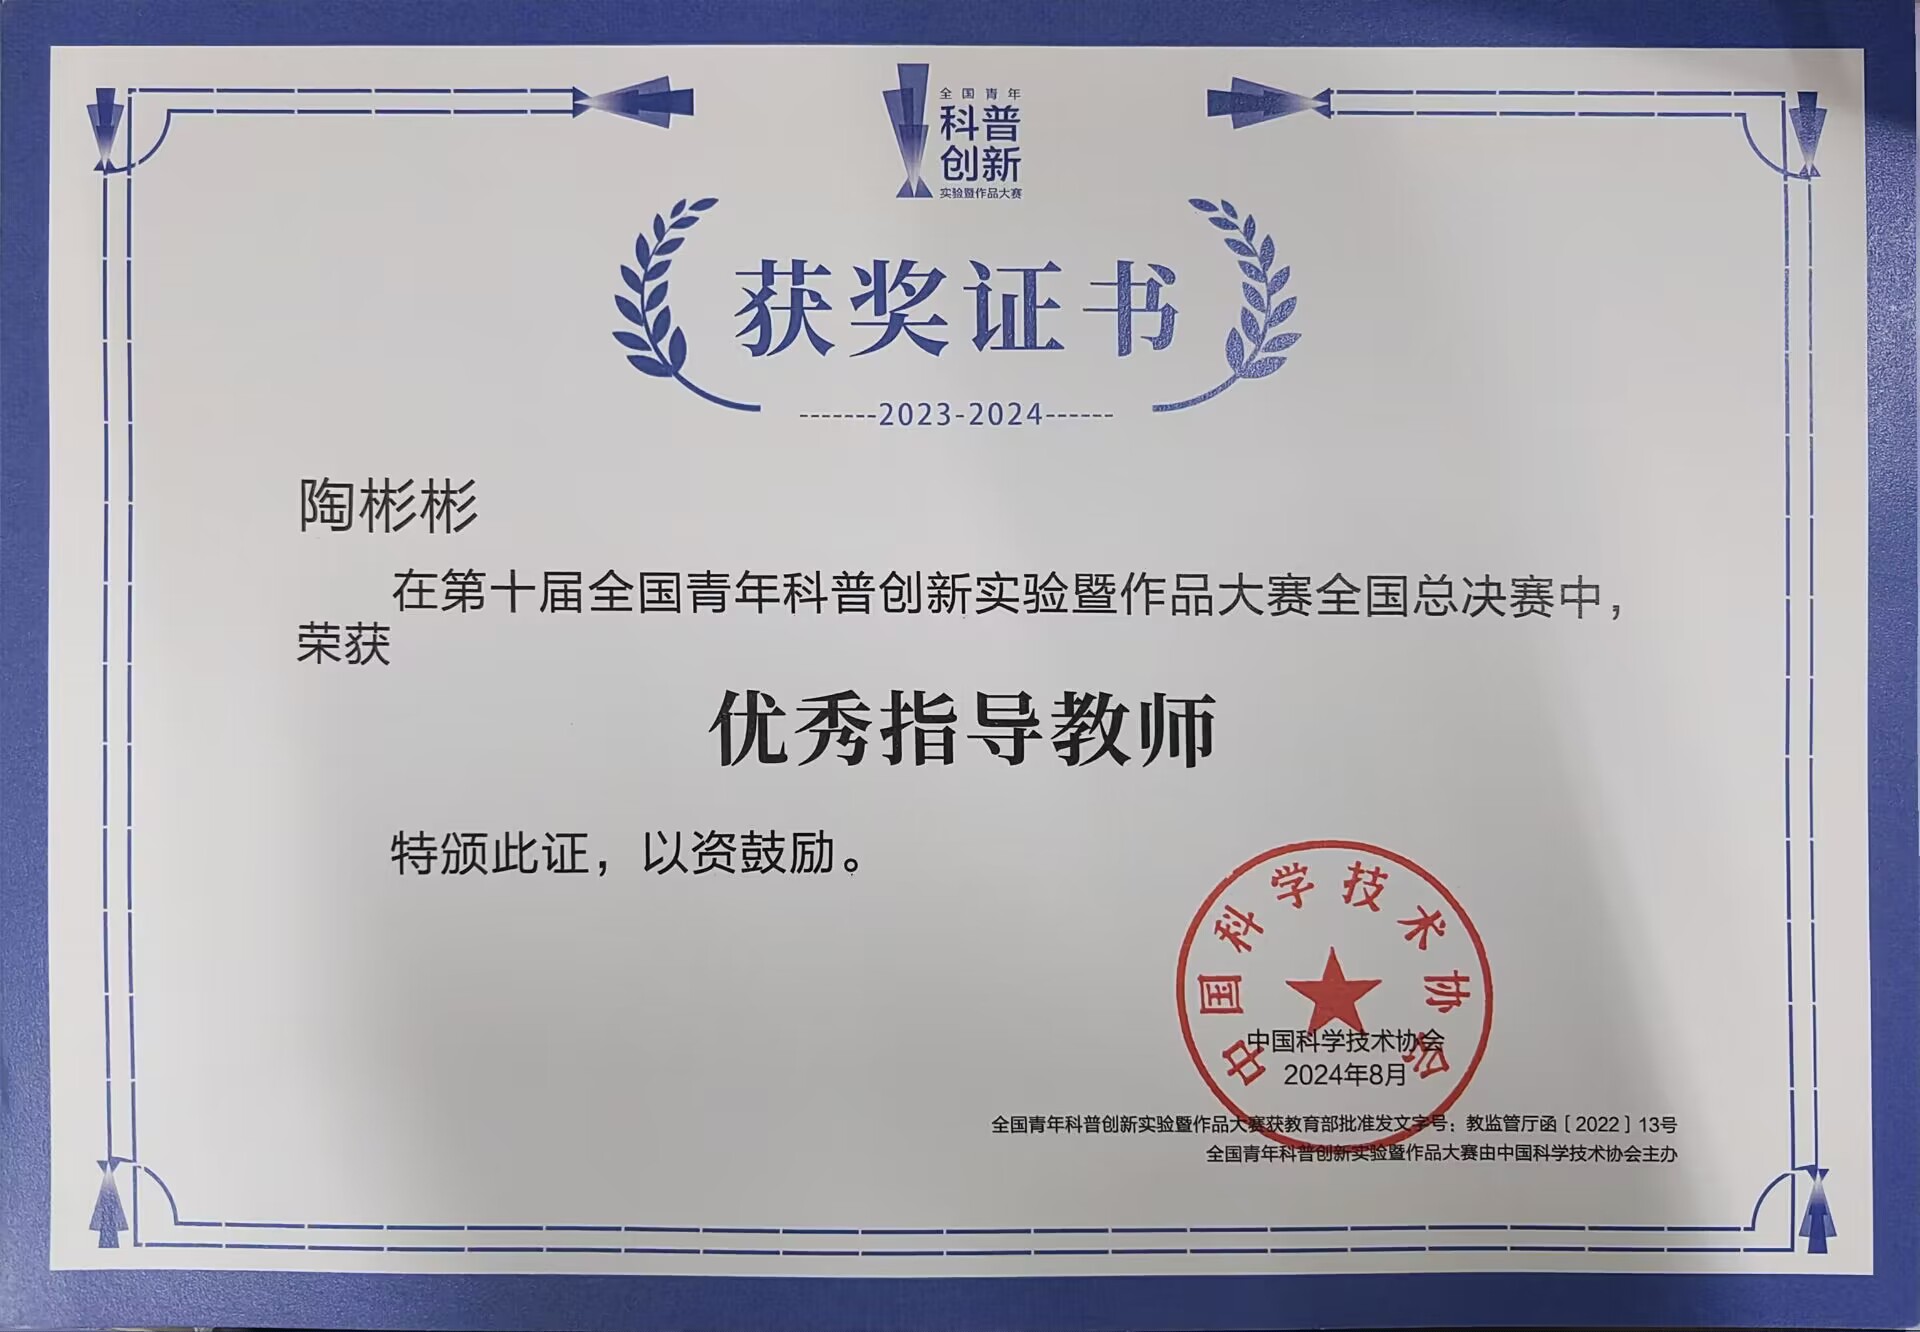 全国青年
科普
创新
实验暨作品大赛
获奖证书
-------2023-2024------
陶彬彬
在第十届全国青年科普创新实验暨作品大赛全国总决赛中，
荣获
优秀指导教师
特颁此证，以资鼓励。
中国科学技术协会
中国科学技术协会
2024年8月
全国青年科普创新实验暨作品大赛获教育部批准发文字号：教监管厅函〔2022〕13号
全国青年科普创新实验暨作品大赛由中国科学技术协会主办